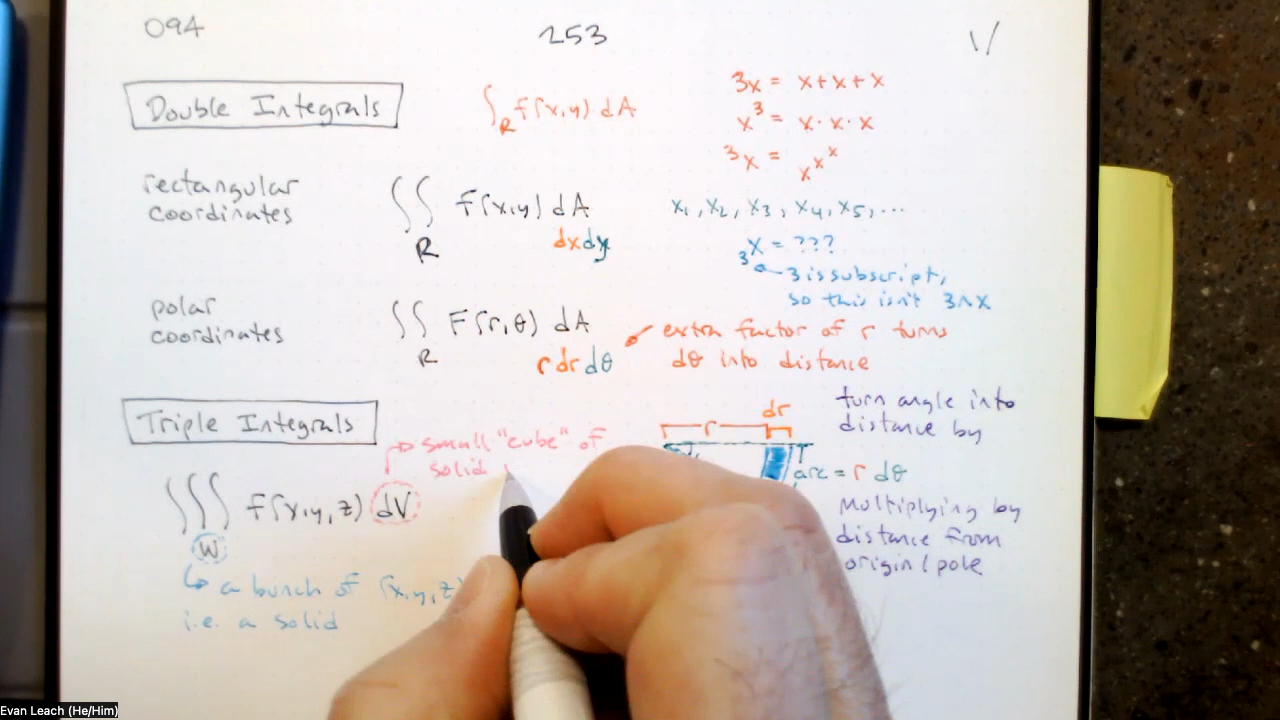 094
253
1/
Double Integrals
∫_R f(x,y) dA
3x = x+x+x
x³ = x·x·x
³x = x^x^x
rectangular
coordinates
∫∫ f(x,y) dA
R
dxdy
x₁, x₂, x₃, x₄, x₅, ...
₃x = ???
3 is subscript,
so this isn't 3∧x
polar
coordinates
∫∫ f(r,θ) dA
R
r dr dθ
extra factor of r turns
dθ into distance
Triple Integrals
small "cube" of
solid
∫∫∫ f(x,y,z) dV
W
a bunch of (x,y,z)
i.e. a solid
r
dr
arc = r dθ
turn angle into
distance by
multiplying by
distance from
origin/pole
Evan Leach (He/Him)